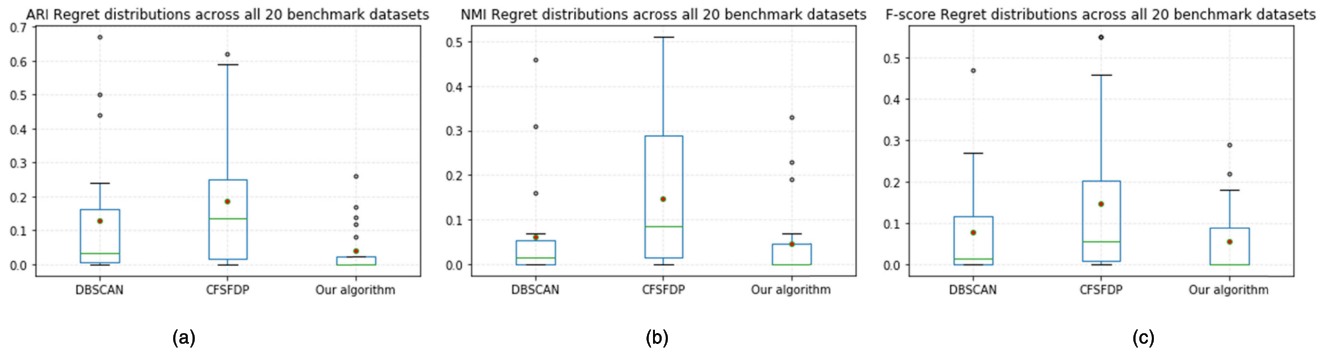 ARI Regret distributions across all 20 benchmark datasets
0.7
0.6
0.5
0.4
0.3
0.2
0.1
0.0
DBSCAN CFSFDP Our algorithm
(a)
NMI Regret distributions across all 20 benchmark datasets
0.5
0.4
0.3
0.2
0.1
0.0
DBSCAN CFSFDP Our algorithm
(b)
F-score Regret distributions across all 20 benchmark datasets
0.5
0.4
0.3
0.2
0.1
0.0
DBSCAN CFSFDP Our algorithm
(c)